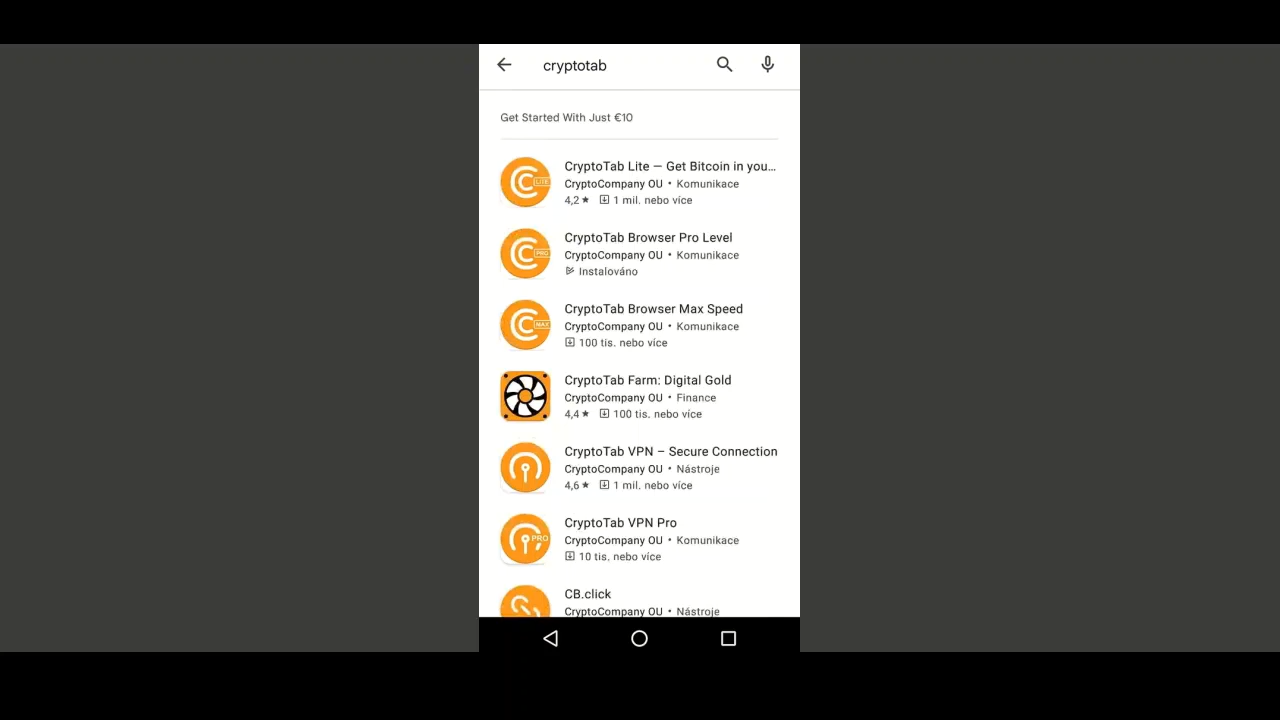 cryptotab
Get Started With Just €10
CryptoTab Lite – Get Bitcoin in you...
LITE
CryptoCompany OU • Komunikace
4,2 ★ 1 mil. nebo více
CryptoTab Browser Pro Level
PRO
CryptoCompany OU • Komunikace
Instalováno
CryptoTab Browser Max Speed
MAX
CryptoCompany OU • Komunikace
100 tis. nebo více
CryptoTab Farm: Digital Gold
CryptoCompany OU • Finance
4,4 ★ 100 tis. nebo více
CryptoTab VPN – Secure Connection
CryptoCompany OU • Nástroje
4,6 ★ 1 mil. nebo více
CryptoTab VPN Pro
PRO
CryptoCompany OU • Komunikace
10 tis. nebo více
CB.click
CryptoCompany OU • Nástroje